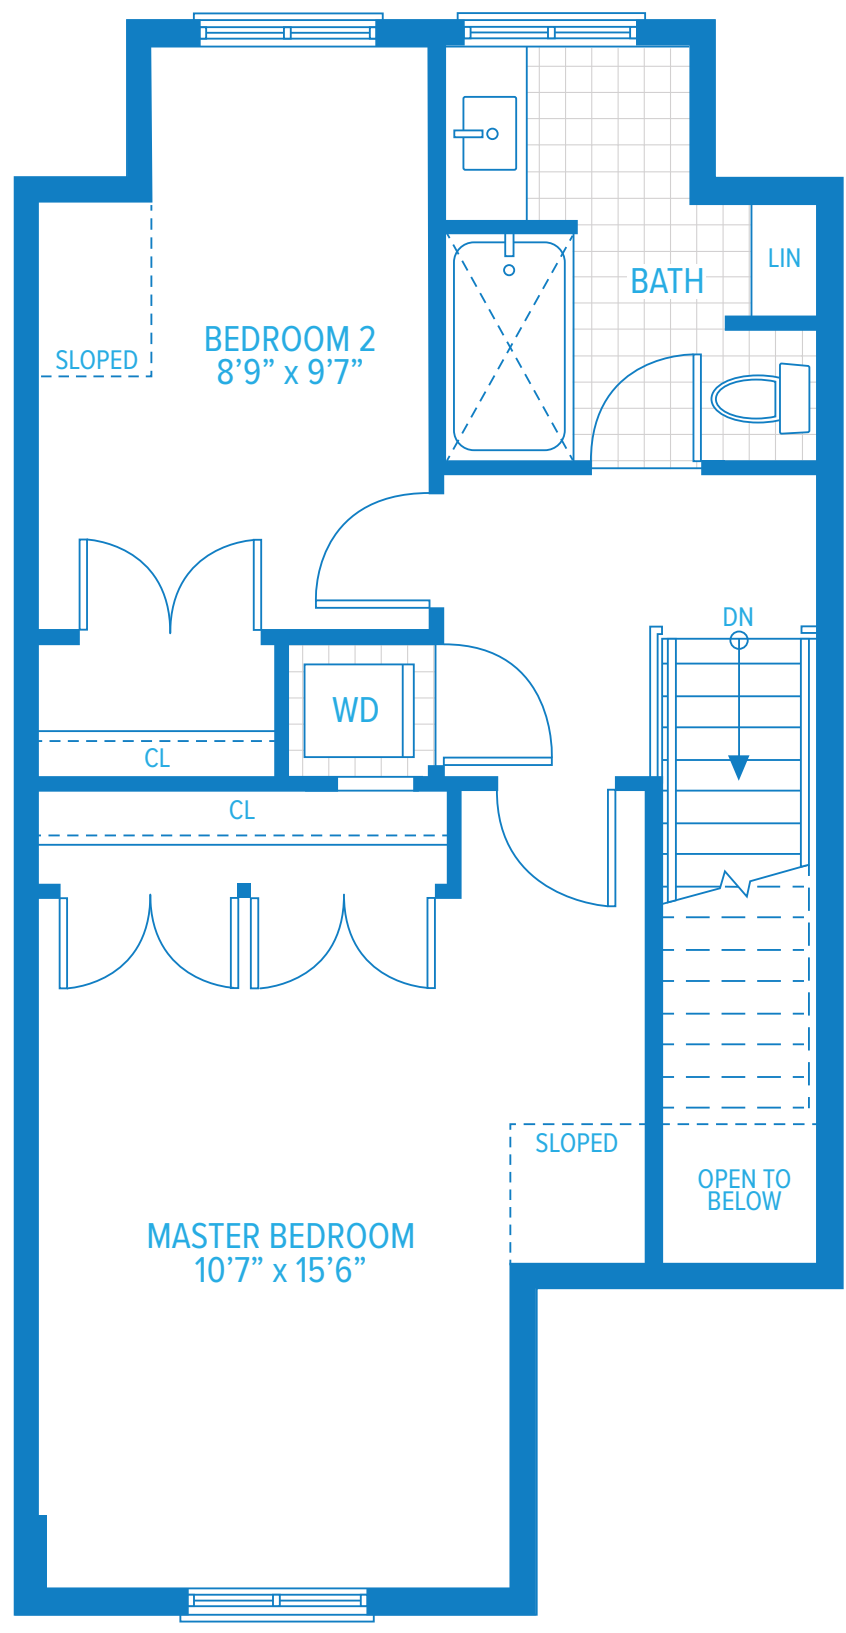 LIN
BATH
BEDROOM 2
8’9” x 9’7”
SLOPED
DN
WD
CL
CL
SLOPED
OPEN TO
BELOW
MASTER BEDROOM
10’7” x 15’6”